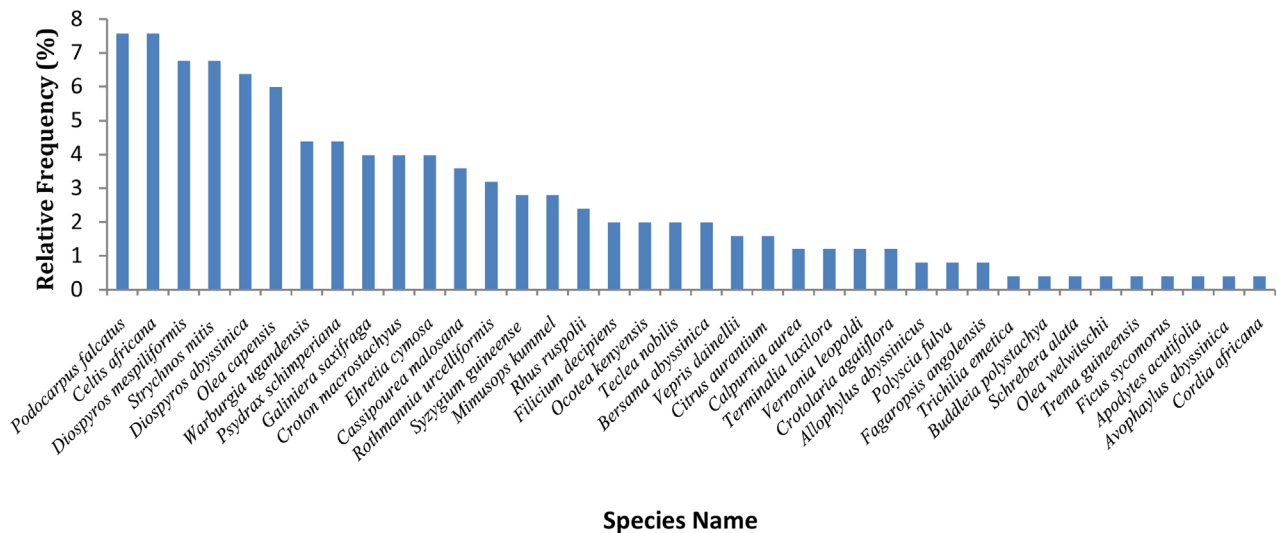 Relative Frequency (%)
8
7
6
5
4
3
2
1
0
Podocarpus falcatus
Celtis africana
Diospyros mespiliformis
Strychnos mitis
Diospyros abyssinica
Olea capensis
Warburgia ugandensis
Psydrax schimperiana
Galiniera saxifraga
Croton macrostachyus
Ehretia cymosa
Cassipourea malosana
Rothmannia urcelliformis
Syzygium guineense
Mimusops kummel
Rhus ruspolii
Filicium decipiens
Ocotea kenyensis
Teclea nobilis
Bersama abyssinica
Vepris dainellii
Citrus aurantium
Calpurnia aurea
Terminalia laxilora
Vernonia leopoldi
Crotolaria agatiflora
Allophylus abyssinicus
Polyscia fulva
Fagaropsis angolensis
Trichilia emetica
Buddleia polystachya
Schrebera alata
Olea welwitschii
Trema guineensis
Ficus sycomorus
Apodytes acutifolia
Avophaylus abyssinica
Cordia africana
Species Name